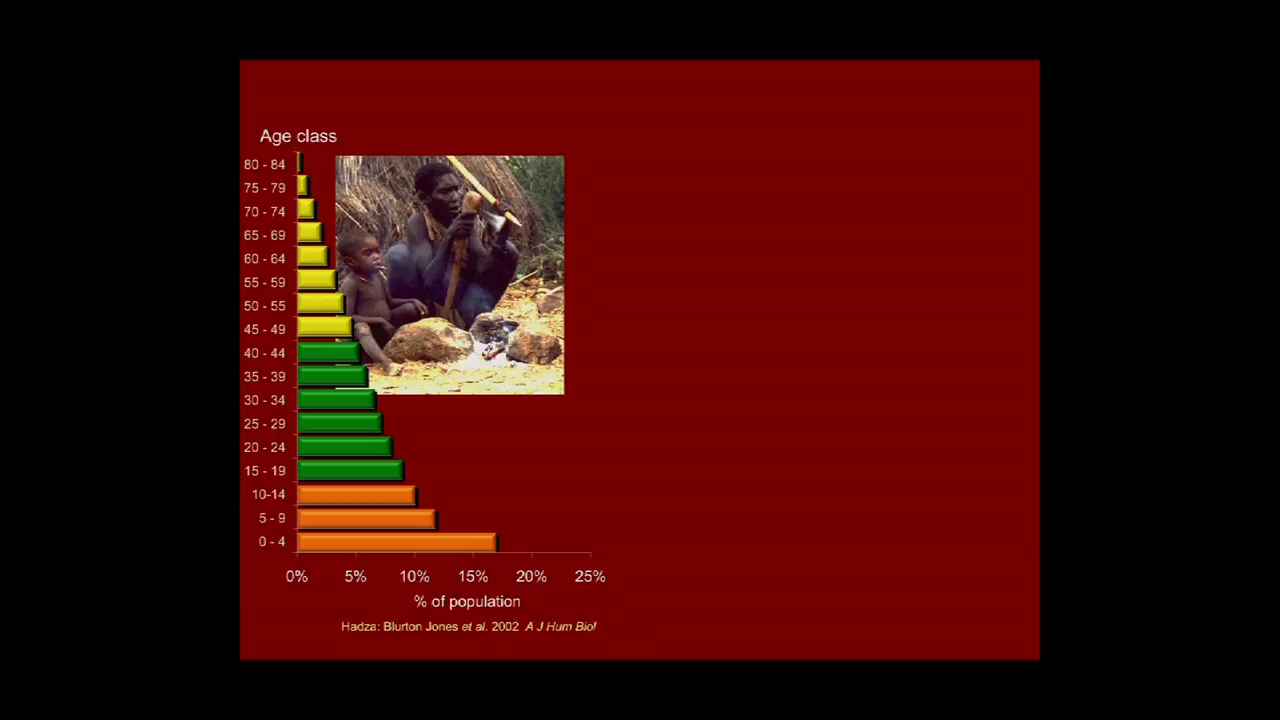 Age class
80 - 84
75 - 79
70 - 74
65 - 69
60 - 64
55 - 59
50 - 55
45 - 49
40 - 44
35 - 39
30 - 34
25 - 29
20 - 24
15 - 19
10-14
5 - 9
0 - 4
0% 5% 10% 15% 20% 25%
% of population
Hadza: Blurton Jones et al. 2002 A J Hum Biol